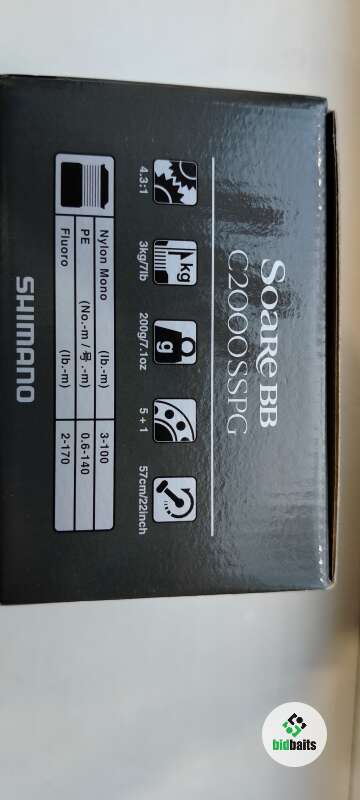 SOARE BB
C2000SSPG
kg
g
4.3:1
3kg/7lb
200g/7.1oz
5 + 1
57cm/22inch
Nylon Mono (lb.-m) 3-100
PE (No.-m / 号.-m) 0.6-140
Fluoro (lb.-m) 2-170
SHIMANO
bidbaits